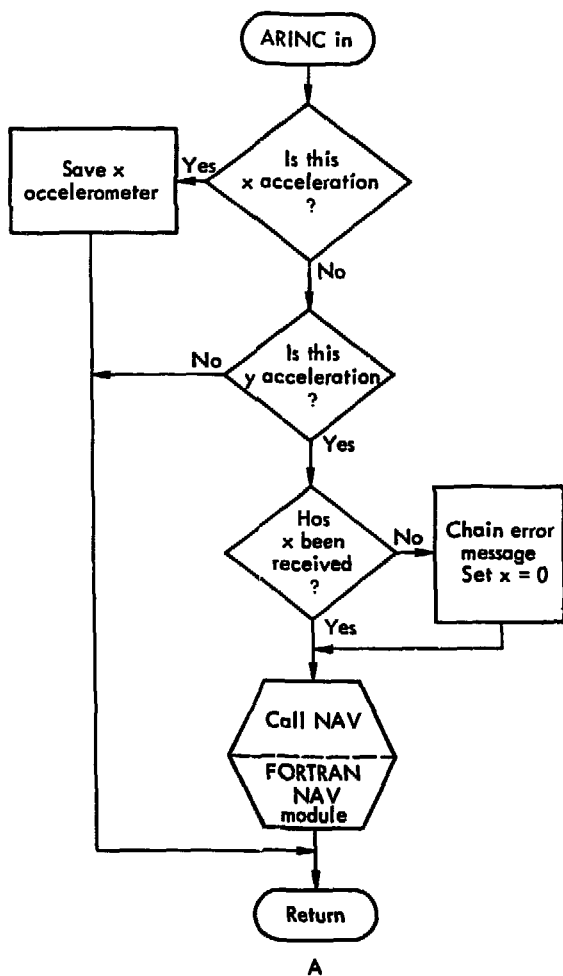 ARINC in
Is this
x acceleration
?
Yes
Save x
accelerometer
No
Is this
y acceleration
?
No
Yes
Hos
x been
received
?
No
Chain error
message
Set x = 0
Yes
Call NAV
FORTRAN
NAV
module
Return
A